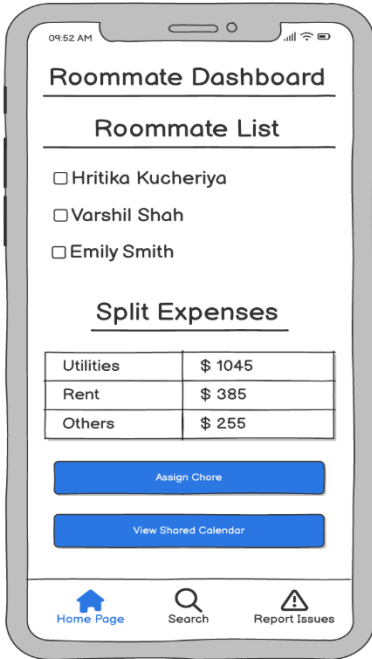 09:52 AM
Roommate Dashboard
Roommate List
Hritika Kucheriya
Varshil Shah
Emily Smith
Split Expenses
Utilities $ 1045
Rent $ 385
Others $ 255
Assign Chore
View Shared Calendar
Home Page Search Report Issues